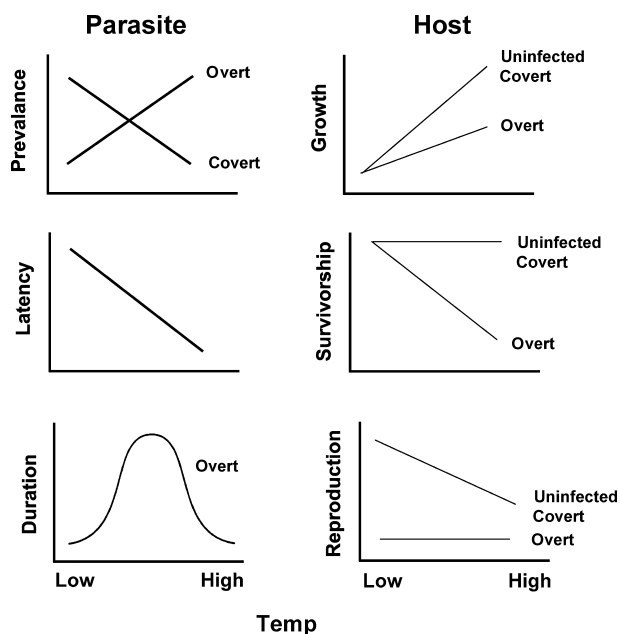 Parasite
Host
Prevalance
Overt
Covert
Growth
Uninfected
Covert
Overt
Latency
Survivorship
Uninfected
Covert
Overt
Duration
Overt
Reproduction
Uninfected
Covert
Overt
Low
High
Low
High
Temp